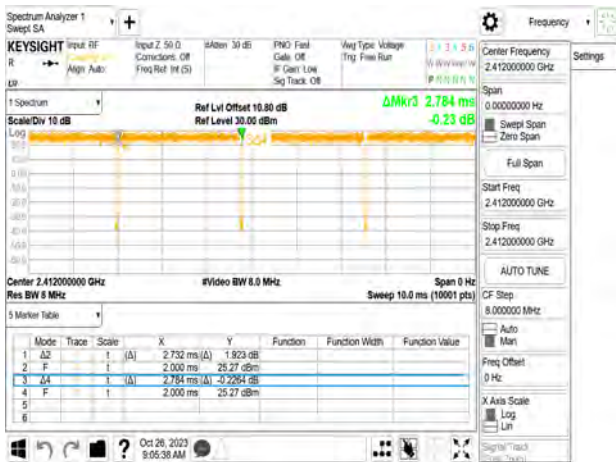 Spectrum Analyzer 1
Swept SA
+
Frequency
KEYSIGHT
Input: RF
Input Z: 50 Ω
#Atten: 30 dB
PNO: Fast
Avg Type: Voltage
R
Corrections: Off
Gate: Off
Trig: Free Run
Align: Auto
Freq Ref: Int (S)
IF Gain: Low
Sig Track: Off
P N N N N N
Center Frequency
2.412000000 GHz
Settings
1 Spectrum
Scale/Div 10 dB
Ref Lvl Offset 10.80 dB
Ref Level 30.00 dBm
ΔMkr3 2.784 ms
-0.23 dB
Log
Span
0.00000000 Hz
Swept Span
Zero Span
Full Span
Start Freq
2.412000000 GHz
Stop Freq
2.412000000 GHz
AUTO TUNE
Center 2.412000000 GHz
#Video BW 8.0 MHz
Span 0 Hz
Res BW 8 MHz
Sweep 10.0 ms (10001 pts)
CF Step
8.000000 MHz
Auto
Man
5 Marker Table
Mode Trace Scale X Y Function Function Width Function Value
1 Δ2 1 t (Δ) 2.732 ms (Δ) 1.923 dB
2 F 1 t 2.000 ms 25.27 dBm
3 Δ4 1 t (Δ) 2.784 ms (Δ) -0.2264 dB
4 F 1 t 2.000 ms 25.27 dBm
5
6
Freq Offset
0 Hz
X Axis Scale
Log
Lin
Signal Track
Oct 26, 2023
9:05:38 AM
?